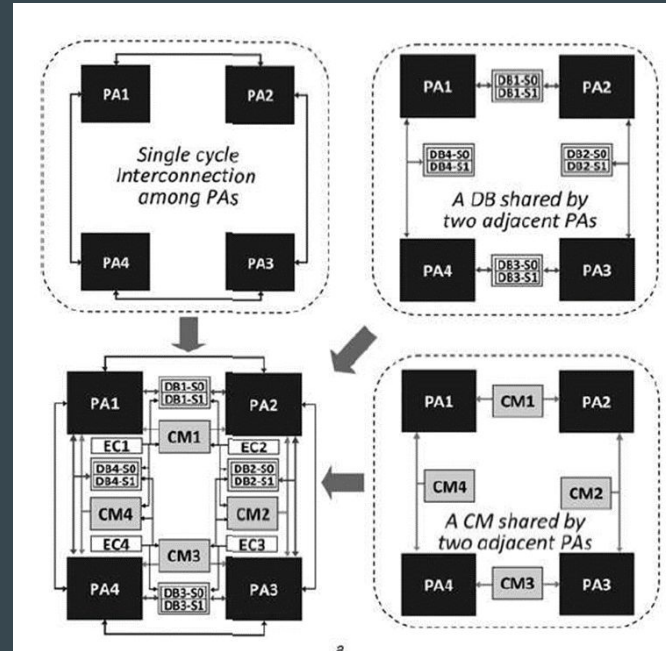 PA1
PA2
Single cycle
interconnection
among PAs
PA4
PA3
PA1
DB1-S0
DB1-S1
PA2
DB4-S0
DB4-S1
DB2-S0
DB2-S1
A DB shared by
two adjacent PAs
PA4
DB3-S0
DB3-S1
PA3
PA1
DB1-S0
DB1-S1
PA2
CM1
EC1
EC2
DB4-S0
DB4-S1
DB2-S0
DB2-S1
CM4
CM2
EC4
CM3
EC3
PA4
DB3-S0
DB3-S1
PA3
PA1
CM1
PA2
CM4
CM2
A CM shared by
two adjacent PAs
PA4
CM3
PA3
a